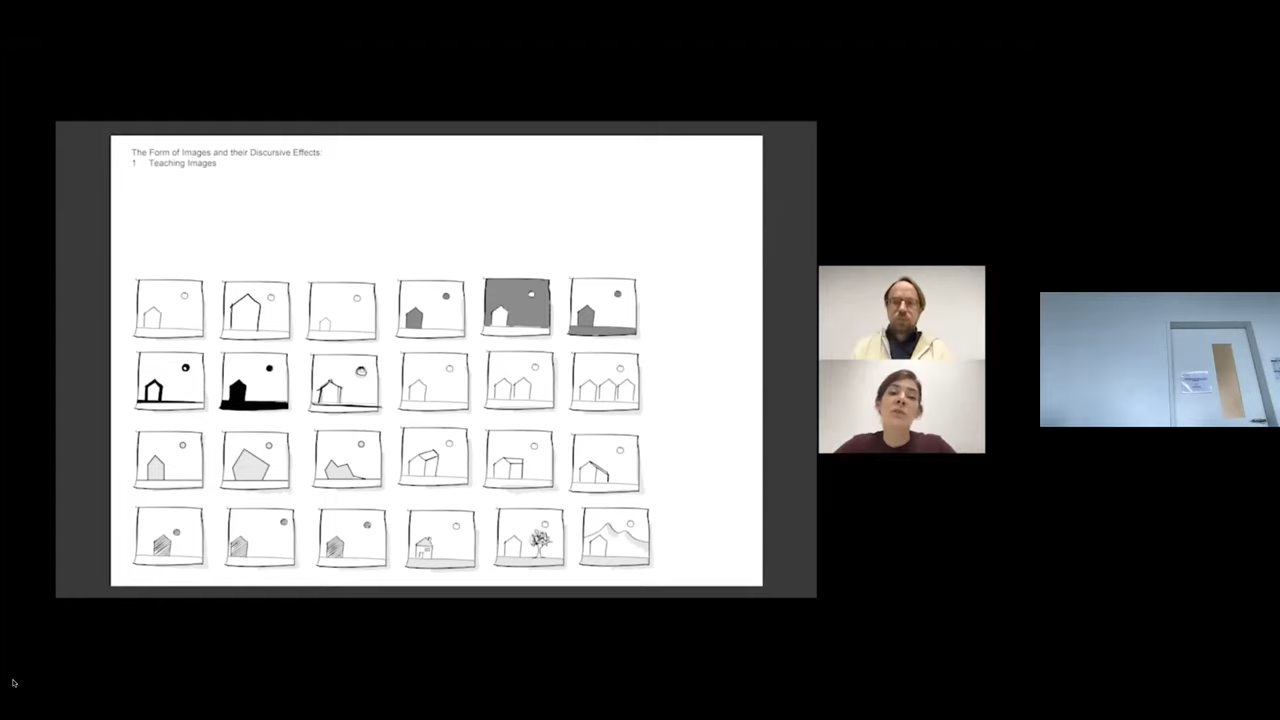 The Form of Images and their Discursive Effects:
1 Teaching Images